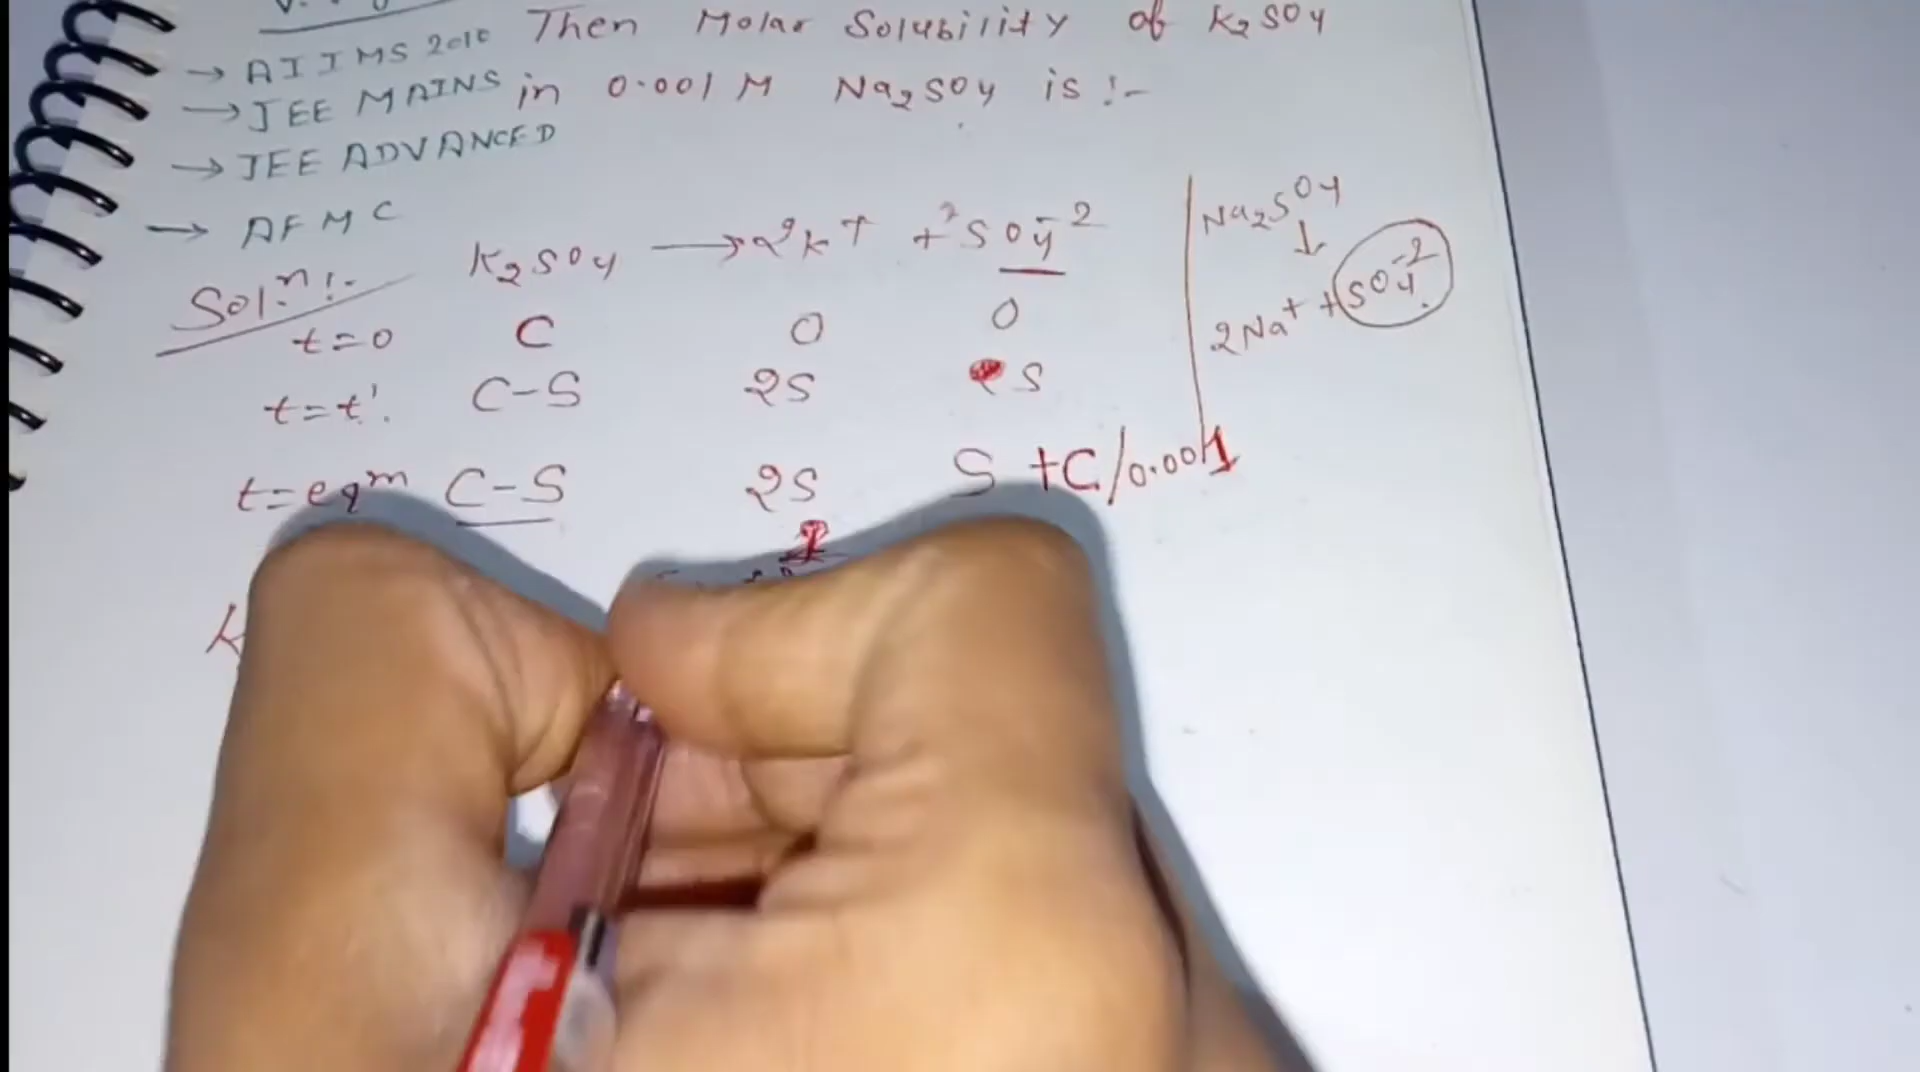 Then Molar Solubility of K2SO4
→ AIIMS 2010
in 0.001 M Na2SO4 is :-
→ JEE MAINS
→ JEE ADVANCED
→ AFMC
Sol.n :-
K2SO4 → 2K+ + SO4-2
Na2SO4
↓
2Na+ + SO4-2
t=0 C 0 0
t=t'. C-S 2S S
t=eqm C-S 2S S +C/0.001
K